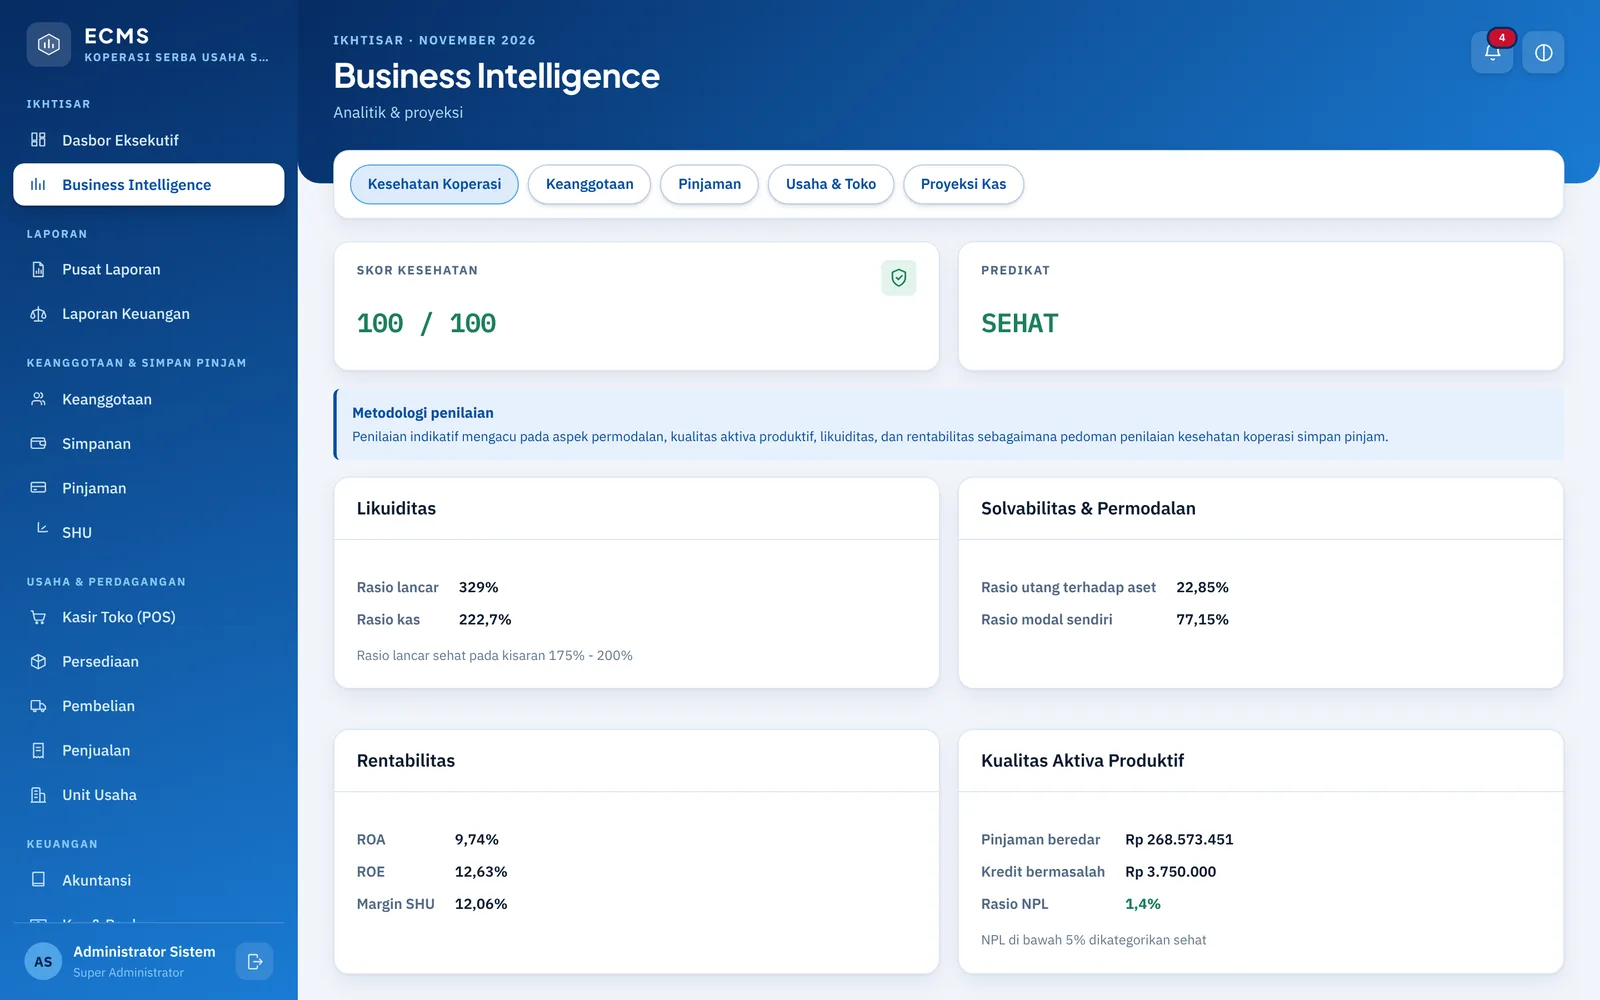 ECMS
KOPERASI SERBA USAHA S...
IKHTISAR
Dasbor Eksekutif
Business Intelligence
LAPORAN
Pusat Laporan
Laporan Keuangan
KEANGGOTAAN & SIMPAN PINJAM
Keanggotaan
Simpanan
Pinjaman
SHU
USAHA & PERDAGANGAN
Kasir Toko (POS)
Persediaan
Pembelian
Penjualan
Unit Usaha
KEUANGAN
Akuntansi
AS
Administrator Sistem
Super Administrator
IKHTISAR · NOVEMBER 2026
Business Intelligence
Analitik & proyeksi
4
Kesehatan Koperasi
Keanggotaan
Pinjaman
Usaha & Toko
Proyeksi Kas
SKOR KESEHATAN
100 / 100
PREDIKAT
SEHAT
Metodologi penilaian
Penilaian indikatif mengacu pada aspek permodalan, kualitas aktiva produktif, likuiditas, dan rentabilitas sebagaimana pedoman penilaian kesehatan koperasi simpan pinjam.
Likuiditas
Rasio lancar 329%
Rasio kas 222,7%
Rasio lancar sehat pada kisaran 175% - 200%
Solvabilitas & Permodalan
Rasio utang terhadap aset 22,85%
Rasio modal sendiri 77,15%
Rentabilitas
ROA 9,74%
ROE 12,63%
Margin SHU 12,06%
Kualitas Aktiva Produktif
Pinjaman beredar Rp 268.573.451
Kredit bermasalah Rp 3.750.000
Rasio NPL 1,4%
NPL di bawah 5% dikategorikan sehat